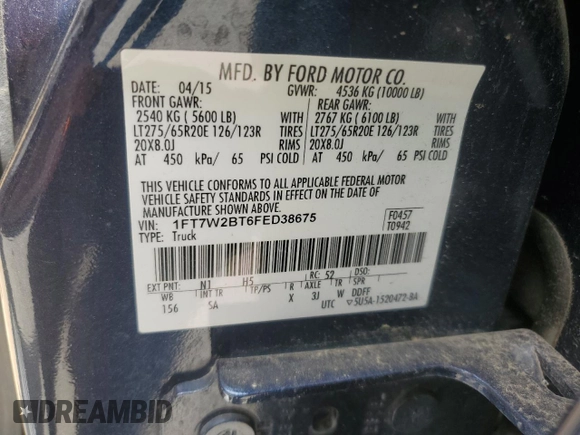 MFD. BY FORD MOTOR CO.
DATE: 04/15 GVWR: 4536 KG (10000 LB)
FRONT GAWR: REAR GAWR:
2540 KG ( 5600 LB) WITH 2767 KG ( 6100 LB) WITH
LT275/65R20E 126/123R TIRES LT275/65R20E 126/123R TIRES
20X8.0J RIMS 20X8.0J RIMS
AT 450 kPa/ 65 PSI COLD AT 450 kPa/ 65 PSI COLD
THIS VEHICLE CONFORMS TO ALL APPLICABLE FEDERAL MOTOR
VEHICLE SAFETY STANDARDS IN EFFECT ON THE DATE OF
MANUFACTURE SHOWN ABOVE.
VIN: 1FT7W2BT6FED38675 F0457
TYPE: Truck T0942
EXT PNT: N1 H5 RC: 52 DSO:
WB INT TR TP/PS R AXLE TR SPR
156 SA X 3J W DDFF
UTC 5U5A-1520472-BA
DREAMBID